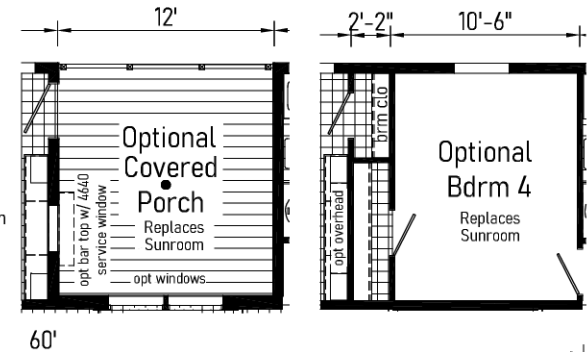 12'
2'-2"
10'-6"
Optional
Covered
Porch
Replaces
Sunroom
opt bar top w/ 4640
service window
opt windows
brm clo
opt overhead
Optional
Bdrm 4
Replaces
Sunroom
60'